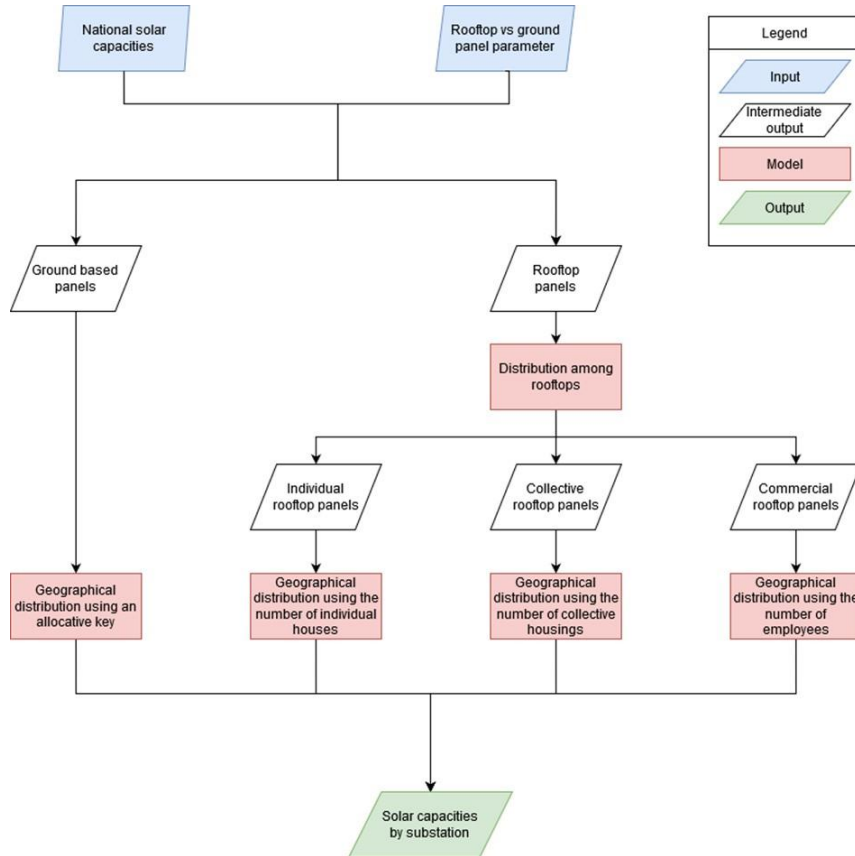 National solar
capacities
Rooftop vs ground
panel parameter
Legend
Input
Intermediate
output
Model
Output
Ground based
panels
Rooftop
panels
Distribution among
rooftops
Individual
rooftop panels
Collective
rooftop panels
Commercial
rooftop panels
Geographical
distribution using an
allocative key
Geographical
distribution using the
number of individual
houses
Geographical
distribution using the
number of collective
housings
Geographical
distribution using the
number of
employees
Solar capacities
by substation